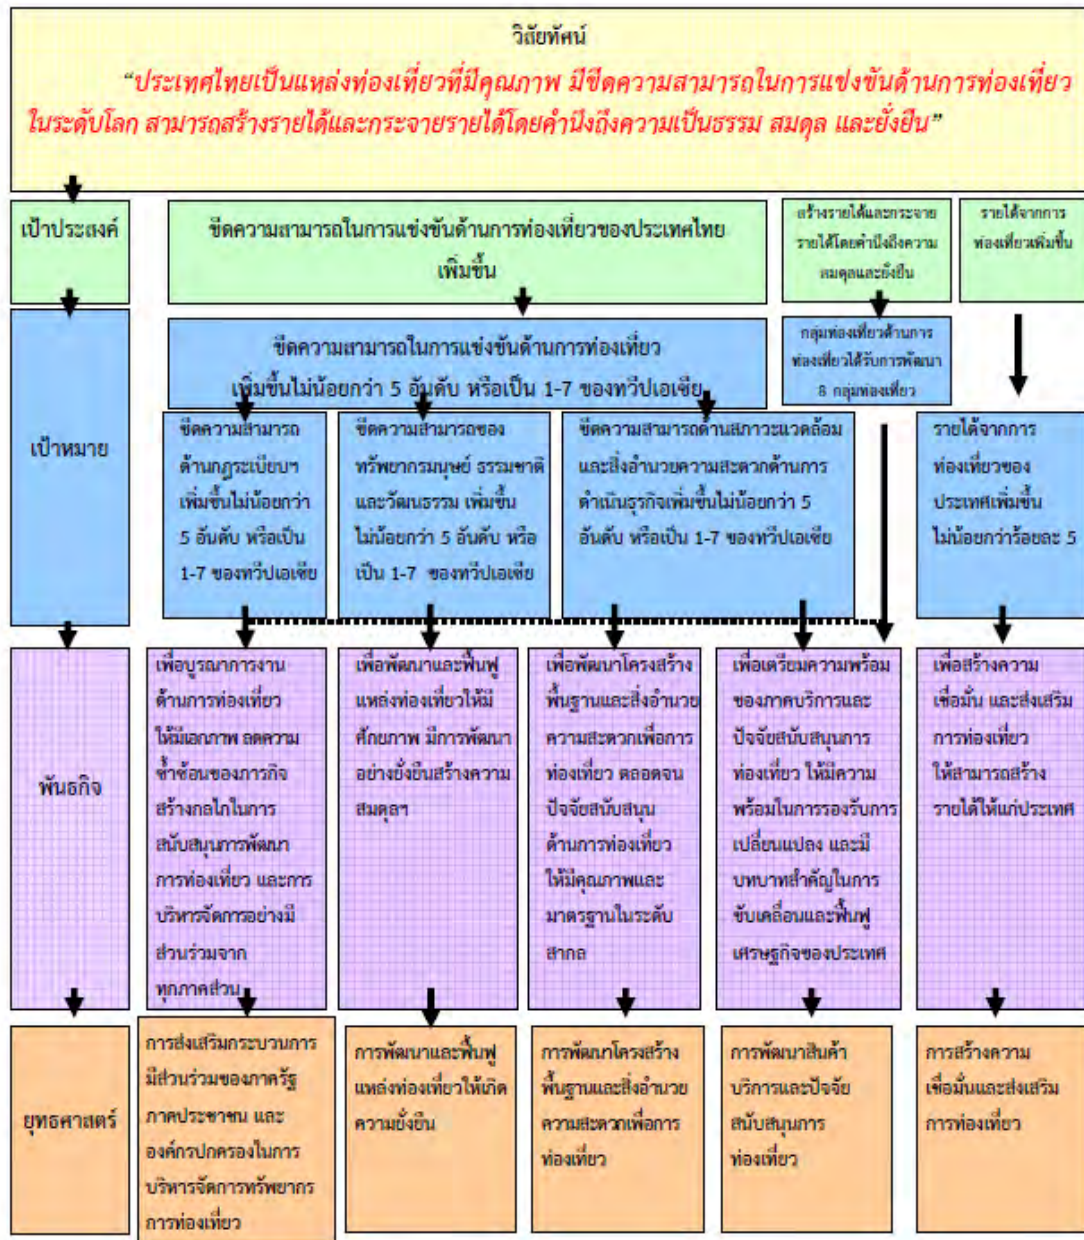 วิสัยทัศน์
“ประเทศไทยเป็นแหล่งท่องเที่ยวที่มีคุณภาพ มีขีดความสามารถในการแข่งขันด้านการท่องเที่ยว
ในระดับโลก สามารถสร้างรายได้และกระจายรายได้โดยคำนึงถึงความเป็นธรรม สมดุล และยั่งยืน”
เป้าประสงค์
ขีดความสามารถในการแข่งขันด้านการท่องเที่ยวของประเทศไทย
เพิ่มขึ้น
สร้างรายได้และกระจาย
รายได้โดยคำนึงถึงความ
สมดุลและยั่งยืน
รายได้จากการ
ท่องเที่ยวเพิ่มขึ้น
เป้าหมาย
ขีดความสามารถในการแข่งขันด้านการท่องเที่ยว
เพิ่มขึ้นไม่น้อยกว่า 5 อันดับ หรือเป็น 1-7 ของทวีปเอเชีย
กลุ่มท่องเที่ยวด้านการ
ท่องเที่ยวได้รับการพัฒนา
8 กลุ่มท่องเที่ยว
ขีดความสามารถ
ด้านกฎระเบียบฯ
เพิ่มขึ้นไม่น้อยกว่า
5 อันดับ หรือเป็น
1-7 ของทวีปเอเชีย
ขีดความสามารถของ
ทรัพยากรมนุษย์ ธรรมชาติ
และวัฒนธรรม เพิ่มขึ้น
ไม่น้อยกว่า 5 อันดับ หรือ
เป็น 1-7 ของทวีปเอเชีย
ขีดความสามารถด้านสภาวะแวดล้อม
และสิ่งอำนวยความสะดวกด้านการ
ดำเนินธุรกิจเพิ่มขึ้นไม่น้อยกว่า 5
อันดับ หรือเป็น 1-7 ของทวีปเอเชีย
รายได้จากการ
ท่องเที่ยวของ
ประเทศเพิ่มขึ้น
ไม่น้อยกว่าร้อยละ 5
พันธกิจ
เพื่อบูรณาการงาน
ด้านการท่องเที่ยว
ให้มีเอกภาพ ลดความ
ซ้ำซ้อนของภารกิจ
สร้างกลไกในการ
สนับสนุนการพัฒนา
การท่องเที่ยว และการ
บริหารจัดการอย่างมี
ส่วนร่วมจาก
ทุกภาคส่วน
เพื่อพัฒนาและฟื้นฟู
แหล่งท่องเที่ยวให้มี
ศักยภาพ มีการพัฒนา
อย่างยั่งยืนสร้างความ
สมดุลฯ
เพื่อพัฒนาโครงสร้าง
พื้นฐานและสิ่งอำนวย
ความสะดวกเพื่อการ
ท่องเที่ยว ตลอดจน
ปัจจัยสนับสนุน
ด้านการท่องเที่ยว
ให้มีคุณภาพและ
มาตรฐานในระดับ
สากล
เพื่อเตรียมความพร้อม
ของภาคบริการและ
ปัจจัยสนับสนุนการ
ท่องเที่ยว ให้มีความ
พร้อมในการรองรับการ
เปลี่ยนแปลง และมี
บทบาทสำคัญในการ
ขับเคลื่อนและฟื้นฟู
เศรษฐกิจของประเทศ
เพื่อสร้างความ
เชื่อมั่น และส่งเสริม
การท่องเที่ยว
ให้สามารถสร้าง
รายได้ให้แก่ประเทศ
ยุทธศาสตร์
การส่งเสริมกระบวนการ
มีส่วนร่วมของภาครัฐ
ภาคประชาชน และ
องค์กรปกครองในการ
บริหารจัดการทรัพยากร
การท่องเที่ยว
การพัฒนาและฟื้นฟู
แหล่งท่องเที่ยวให้เกิด
ความยั่งยืน
การพัฒนาโครงสร้าง
พื้นฐานและสิ่งอำนวย
ความสะดวกเพื่อการ
ท่องเที่ยว
การพัฒนาสินค้า
บริการและปัจจัย
สนับสนุนการ
ท่องเที่ยว
การสร้างความ
เชื่อมั่นและส่งเสริม
การท่องเที่ยว